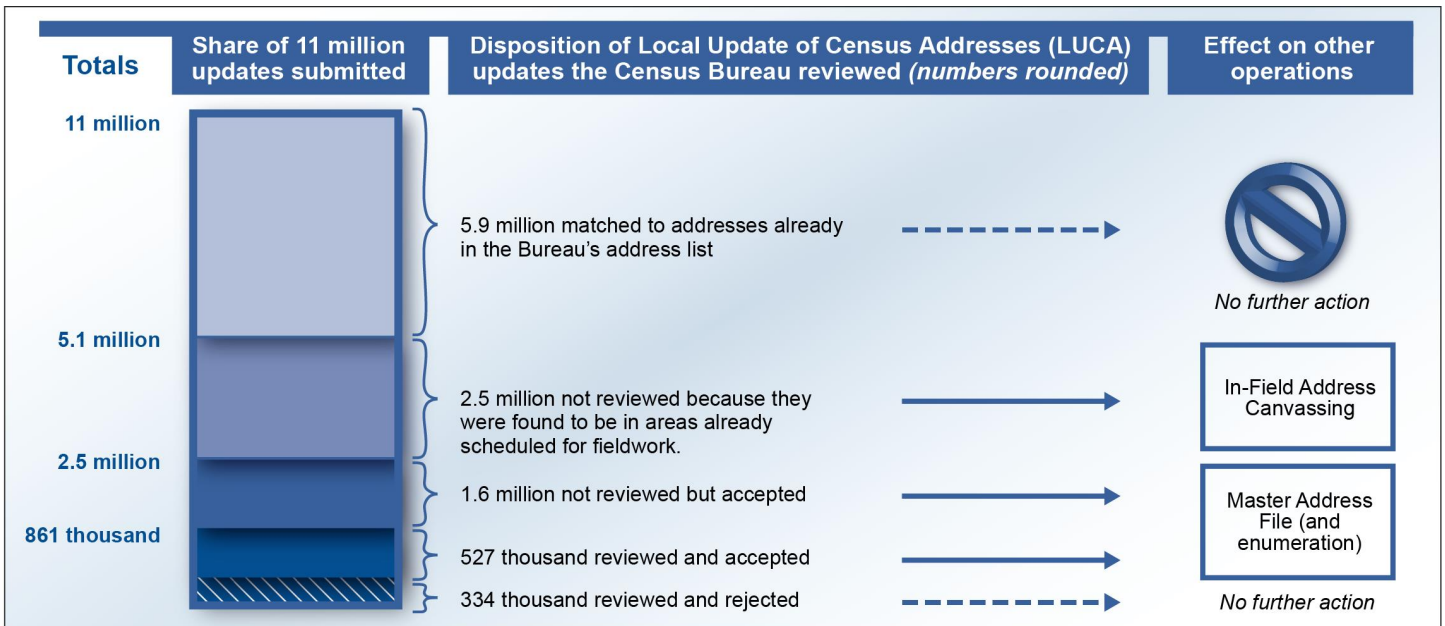 Totals
Share of 11 million
updates submitted
Disposition of Local Update of Census Addresses (LUCA)
updates the Census Bureau reviewed (numbers rounded)
Effect on other
operations
11 million
5.9 million matched to addresses already
in the Bureau’s address list
No further action
5.1 million
2.5 million not reviewed because they
were found to be in areas already
scheduled for fieldwork.
In-Field Address
Canvassing
2.5 million
1.6 million not reviewed but accepted
Master Address
File (and
enumeration)
861 thousand
527 thousand reviewed and accepted
334 thousand reviewed and rejected
No further action